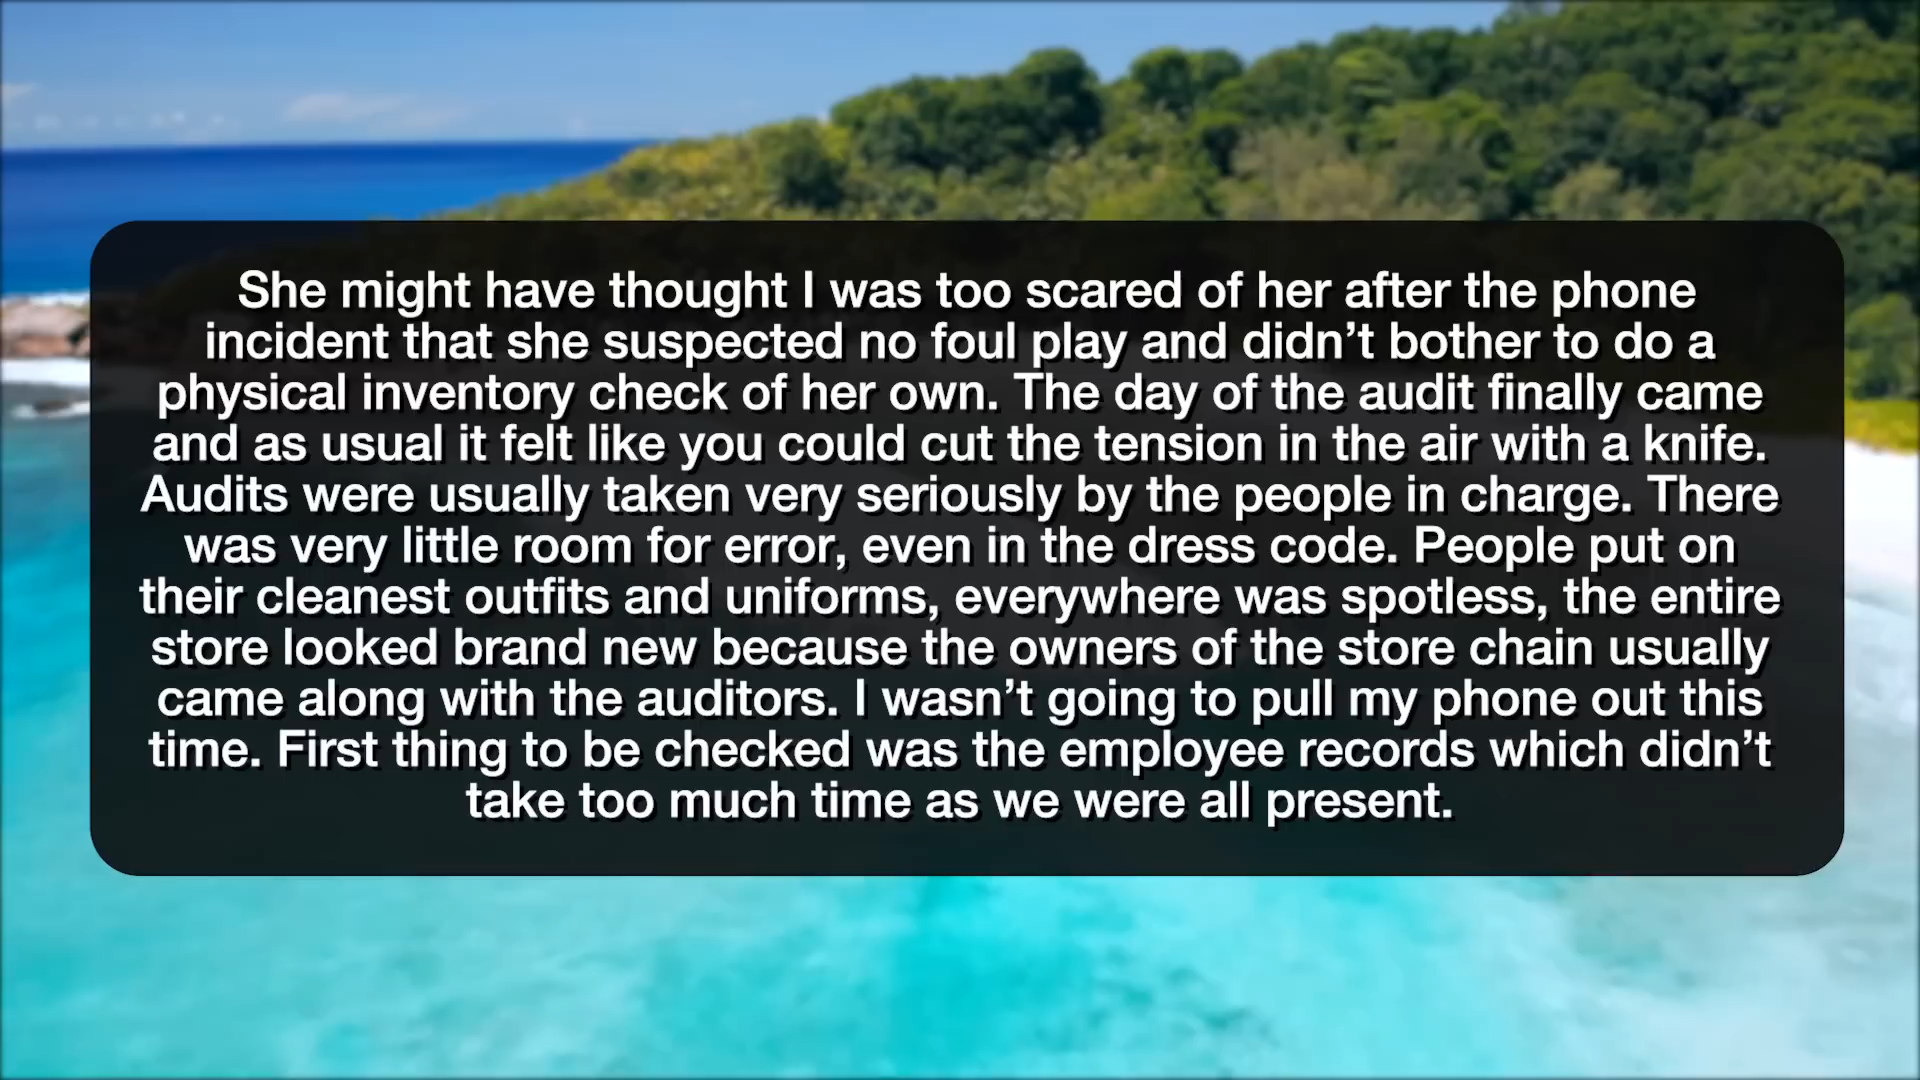 She might have thought I was too scared of her after the phone
incident that she suspected no foul play and didn’t bother to do a
physical inventory check of her own. The day of the audit finally came
and as usual it felt like you could cut the tension in the air with a knife.
Audits were usually taken very seriously by the people in charge. There
was very little room for error, even in the dress code. People put on
their cleanest outfits and uniforms, everywhere was spotless, the entire
store looked brand new because the owners of the store chain usually
came along with the auditors. I wasn’t going to pull my phone out this
time. First thing to be checked was the employee records which didn’t
take too much time as we were all present.